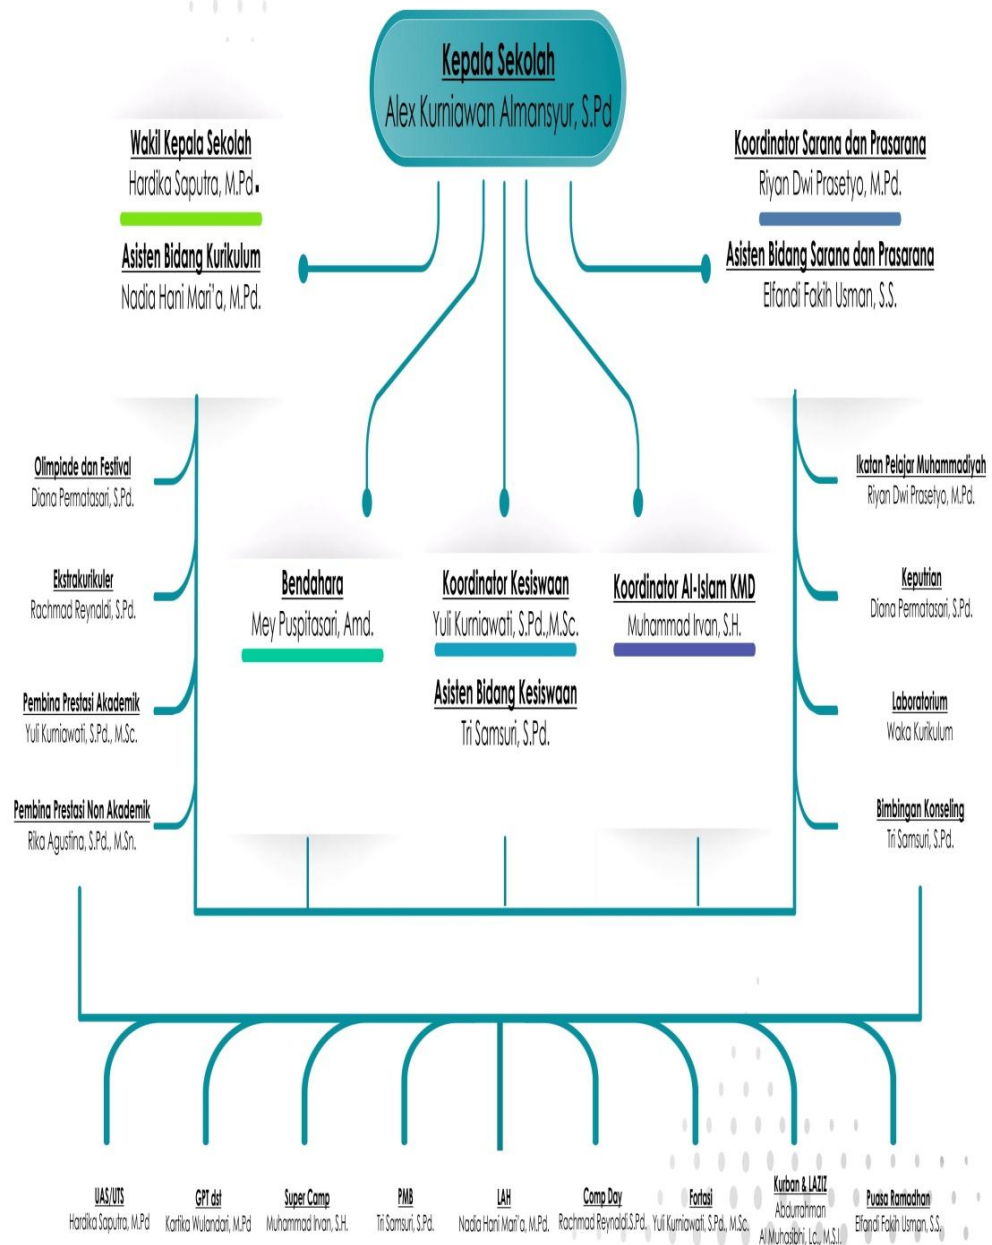 Kepala Sekolah
Alex Kurniawan Almansyur, S.Pd
Wakil Kepala Sekolah
Hardika Saputra, M.Pd.
Asisten Bidang Kurikulum
Nadia Hani Mari'a, M.Pd.
Koordinator Sarana dan Prasarana
Riyan Dwi Prasetyo, M.Pd.
Asisten Bidang Sarana dan Prasarana
Elfandi Fakih Usman, S.S.
Olimpiade dan Festival
Diana Permatasari, S.Pd.
Ekstrakurikuler
Rachmad Reynaldi, S.Pd.
Pembina Prestasi Akademik
Yuli Kurniawati, S.Pd., M.Sc.
Pembina Prestasi Non Akademik
Rika Agustina, S.Pd., M.Sn.
Bendahara
Mey Puspitasari, Amd.
Koordinator Kesiswaan
Yuli Kurniawati, S.Pd.,M.Sc.
Asisten Bidang Kesiswaan
Tri Samsuri, S.Pd.
Koordinator Al-Islam KMD
Muhammad Irvan, S.H.
Ikatan Pelajar Muhammadiyah
Riyan Dwi Prasetyo, M.Pd.
Keputrian
Diana Permatasari, S.Pd.
Laboratorium
Waka Kurikulum
Bimbingan Konseling
Tri Samsuri, S.Pd.
UAS/UTS
Hardika Saputra, M.Pd
GPT dst
Kartika Wulandari, M.Pd
Super Camp
Muhammad Irvan, S.H.
PMB
Tri Samsuri, S.Pd.
LAH
Nadia Hani Mari'a, M.Pd.
Comp Day
Rachmad Reynaldi,S.Pd.
Fortasi
Yuli Kurniawati, S.Pd., M.Sc.
Kurban & LAZIZ
Abdurrahman
Al Muhasibhi, Lc., M.S.I.
Puasa Ramadhan
Elfandi Fakih Usman, S.S.